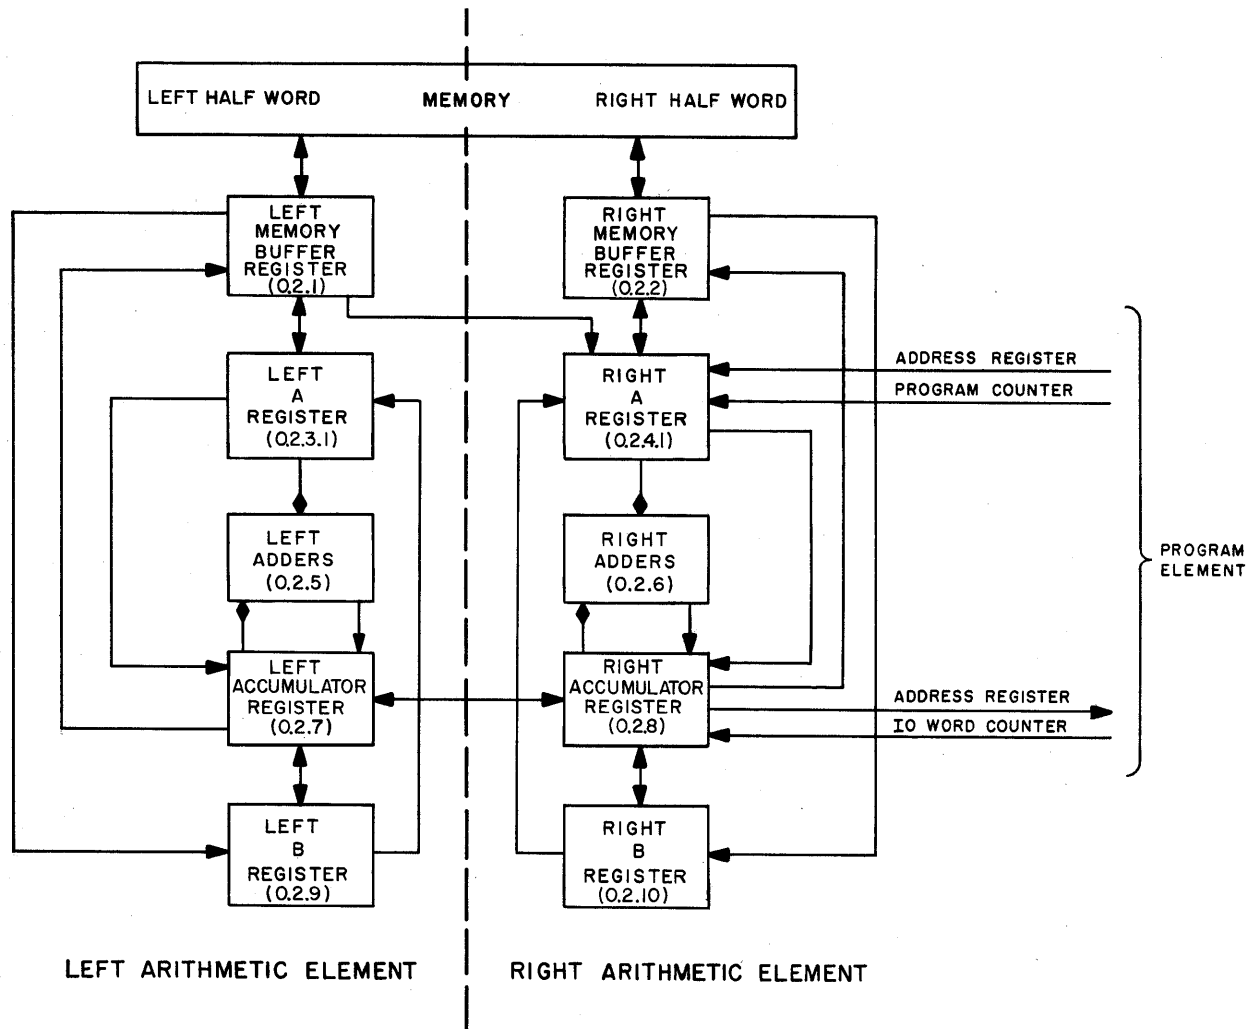 LEFT HALF WORD
MEMORY
RIGHT HALF WORD
LEFT
MEMORY
BUFFER
REGISTER
(0.2.1)
RIGHT
MEMORY
BUFFER
REGISTER
(0.2.2)
LEFT
A
REGISTER
(0.2.3.1)
RIGHT
A
REGISTER
(0.2.4.1)
ADDRESS REGISTER
PROGRAM COUNTER
LEFT
ADDERS
(0.2.5)
RIGHT
ADDERS
(0.2.6)
PROGRAM
ELEMENT
LEFT
ACCUMULATOR
REGISTER
(0.2.7)
RIGHT
ACCUMULATOR
REGISTER
(0.2.8)
ADDRESS REGISTER
IO WORD COUNTER
LEFT
B
REGISTER
(0.2.9)
RIGHT
B
REGISTER
(0.2.10)
LEFT ARITHMETIC ELEMENT
RIGHT ARITHMETIC ELEMENT